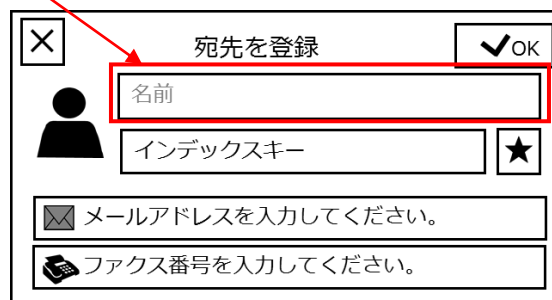 宛先を登録
OK
名前
インデックスキー
メールアドレスを入力してください。
ファクス番号を入力してください。